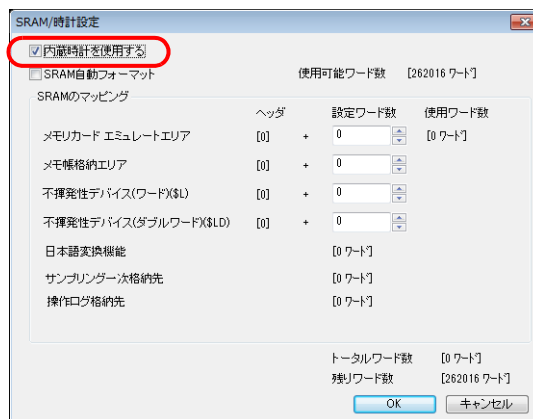 SRAM/時計設定
内蔵時計を使用する
SRAM自動フォーマット 使用可能ワード数 [262016 ワード]
SRAMのマッピング
ヘッダ 設定ワード数 使用ワード数
メモリカード エミュレートエリア [0] + 0 [0 ワード]
メモ帳格納エリア [0] + 0
不揮発性デバイス(ワード)($L) [0] + 0
不揮発性デバイス(ダブルワード)($LD) [0] + 0
日本語変換機能 [0 ワード]
サンプリング一次格納先 [0 ワード]
操作ログ格納先 [0 ワード]
トータルワード数 [0 ワード]
残りワード数 [262016 ワード]
OK キャンセル